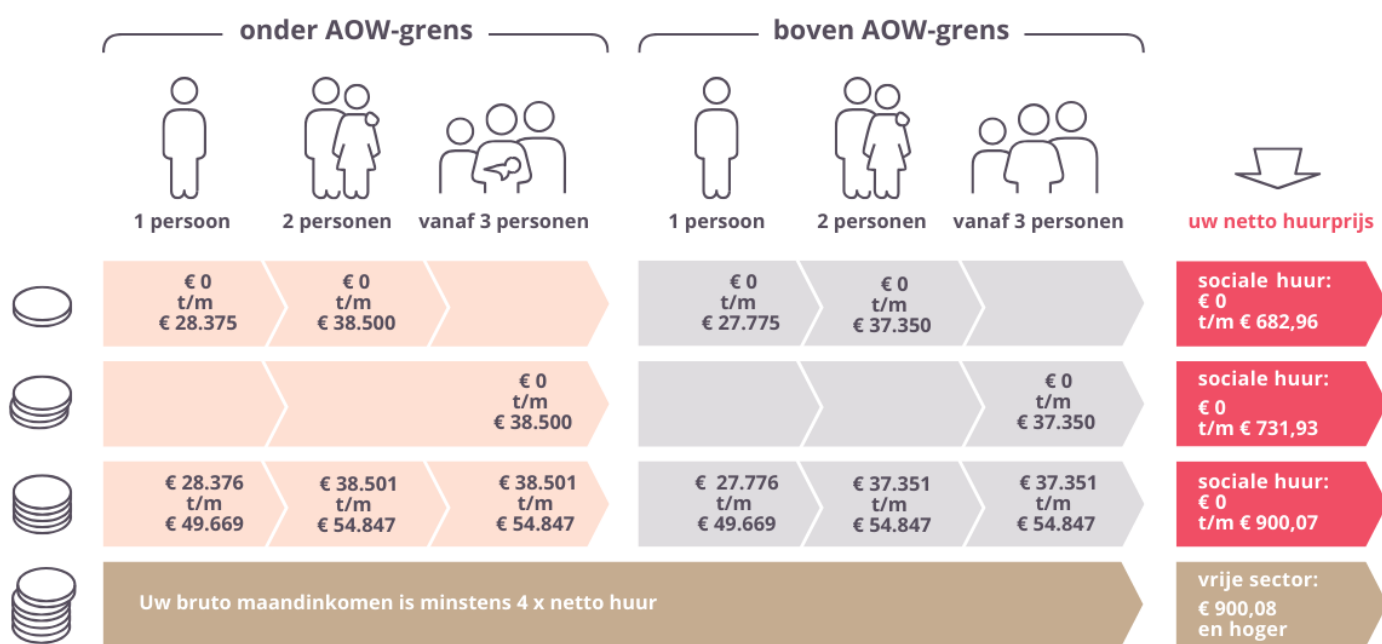 onder AOW-grens
boven AOW-grens
1 persoon
2 personen
vanaf 3 personen
1 persoon
2 personen
vanaf 3 personen
uw netto huurprijs
€ 0
t/m
€ 28.375
€ 0
t/m
€ 38.500
€ 0
t/m
€ 27.775
€ 0
t/m
€ 37.350
sociale huur:
€ 0
t/m € 682,96
€ 0
t/m
€ 38.500
€ 0
t/m
€ 37.350
sociale huur:
€ 0
t/m € 731,93
€ 28.376
t/m
€ 49.669
€ 38.501
t/m
€ 54.847
€ 38.501
t/m
€ 54.847
€ 27.776
t/m
€ 49.669
€ 37.351
t/m
€ 54.847
€ 37.351
t/m
€ 54.847
sociale huur:
€ 0
t/m € 900,07
Uw bruto maandinkomen is minstens 4 x netto huur
vrije sector:
€ 900,08
en hoger